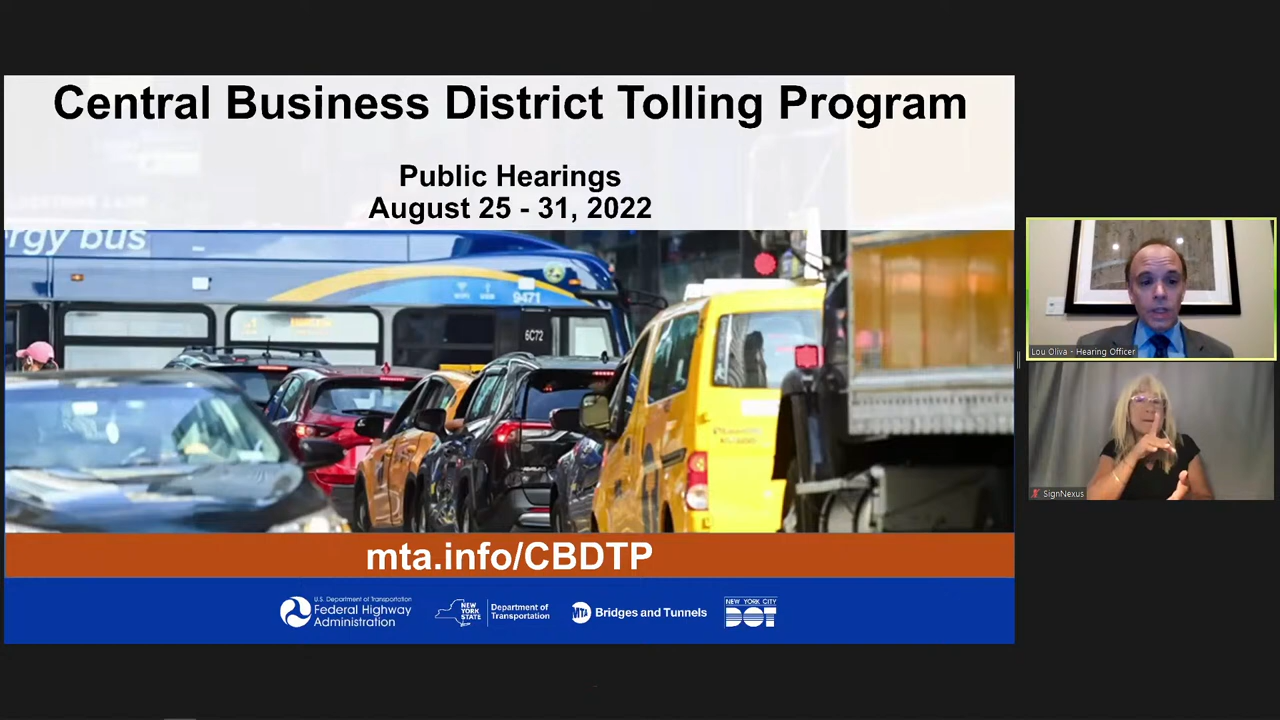 Central Business District Tolling Program
Public Hearings
August 25 - 31, 2022
rgy bus
9471
6C72
mta.info/CBDTP
U.S. Department of Transportation
Federal Highway
Administration
NEW
YORK
STATE
Department of
Transportation
MTA
Bridges and Tunnels
NEW YORK CITY
DOT
Lou Oliva - Hearing Officer
SignNexus